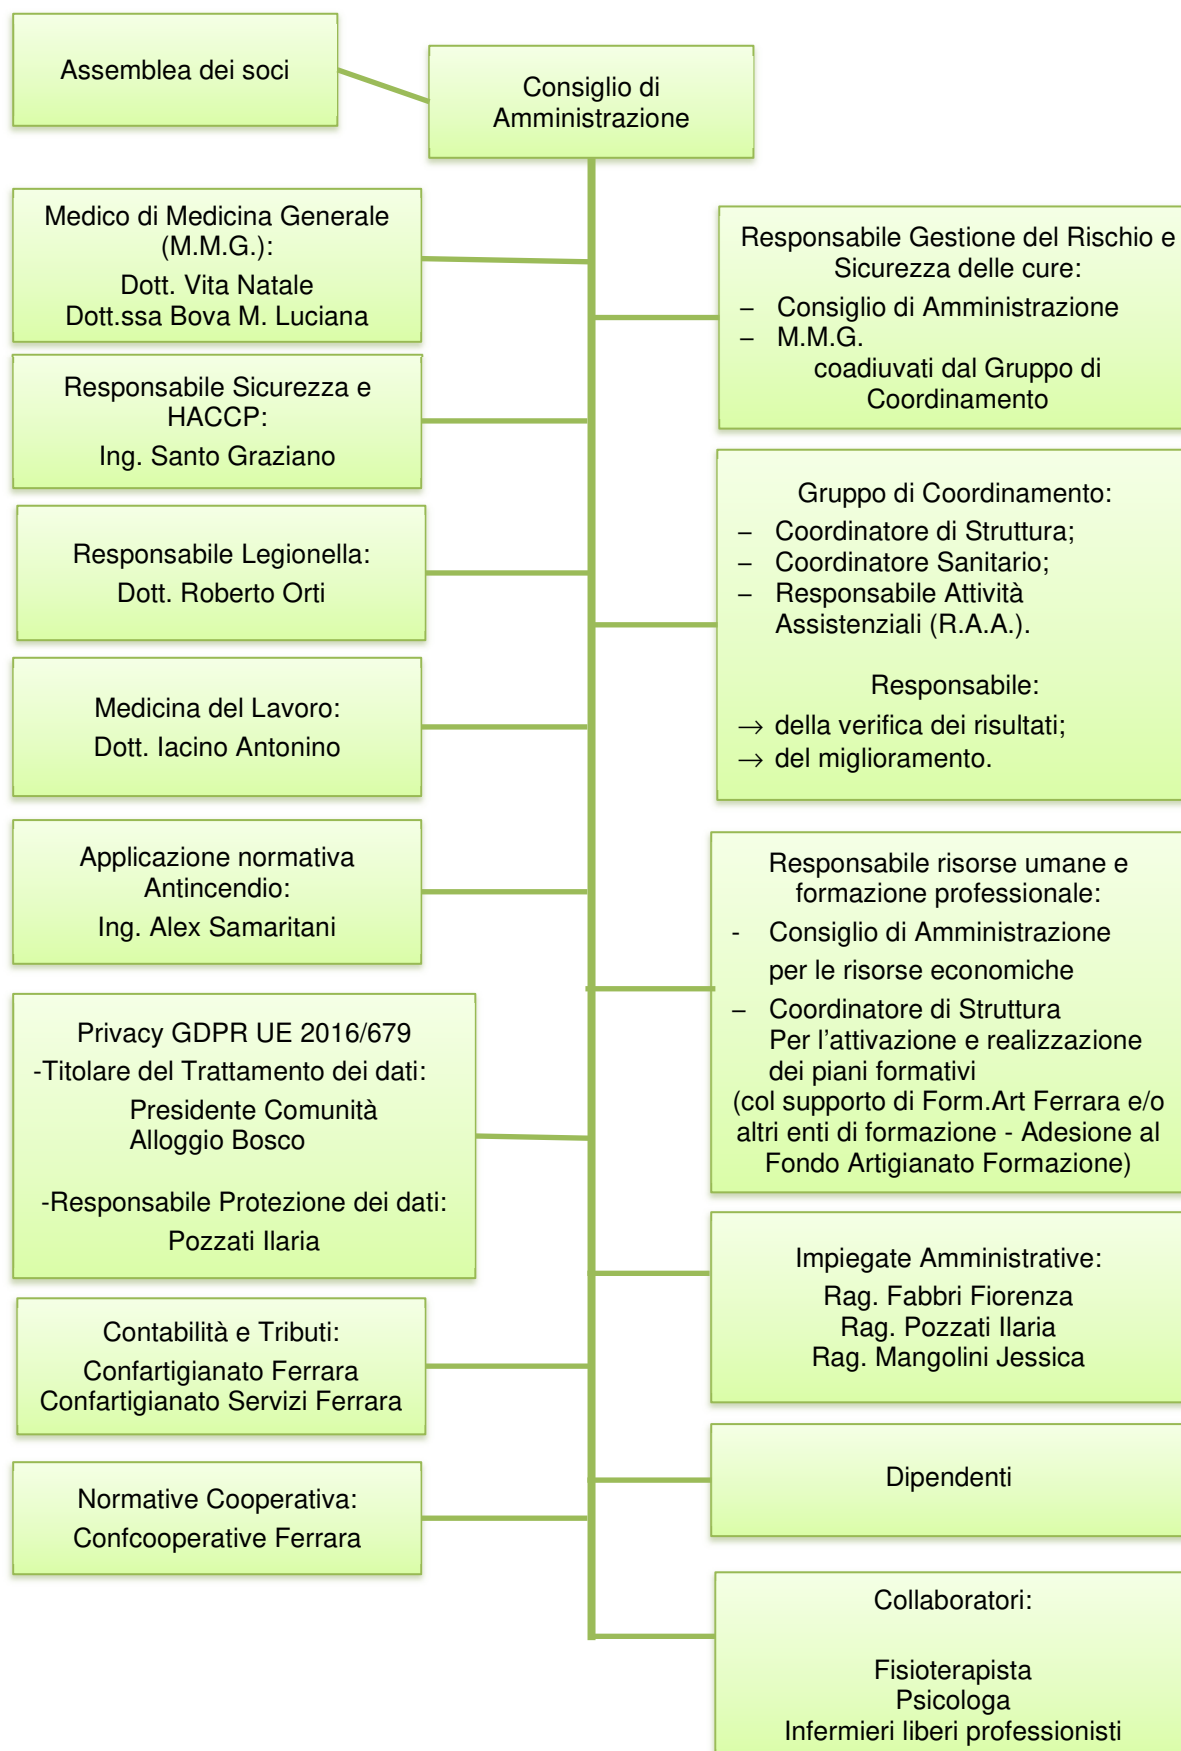 Assemblea dei soci
Consiglio di
Amministrazione
Medico di Medicina Generale
(M.M.G.):
Dott. Vita Natale
Dott.ssa Bova M. Luciana
Responsabile Sicurezza e
HACCP:
Ing. Santo Graziano
Responsabile Legionella:
Dott. Roberto Orti
Medicina del Lavoro:
Dott. Iacino Antonino
Applicazione normativa
Antincendio:
Ing. Alex Samaritani
Privacy GDPR UE 2016/679
-Titolare del Trattamento dei dati:
Presidente Comunità
Alloggio Bosco
-Responsabile Protezione dei dati:
Pozzati Ilaria
Contabilità e Tributi:
Confartigianato Ferrara
Confartigianato Servizi Ferrara
Normative Cooperativa:
Confcooperative Ferrara
Responsabile Gestione del Rischio e
Sicurezza delle cure:
– Consiglio di Amministrazione
– M.M.G.
coadiuvati dal Gruppo di
Coordinamento
Gruppo di Coordinamento:
– Coordinatore di Struttura;
– Coordinatore Sanitario;
– Responsabile Attività
Assistenziali (R.A.A.).
Responsabile:
→ della verifica dei risultati;
→ del miglioramento.
Responsabile risorse umane e
formazione professionale:
- Consiglio di Amministrazione
per le risorse economiche
– Coordinatore di Struttura
Per l’attivazione e realizzazione
dei piani formativi
(col supporto di Form.Art Ferrara e/o
altri enti di formazione - Adesione al
Fondo Artigianato Formazione)
Impiegate Amministrative:
Rag. Fabbri Fiorenza
Rag. Pozzati Ilaria
Rag. Mangolini Jessica
Dipendenti
Collaboratori:
Fisioterapista
Psicologa
Infermieri liberi professionisti